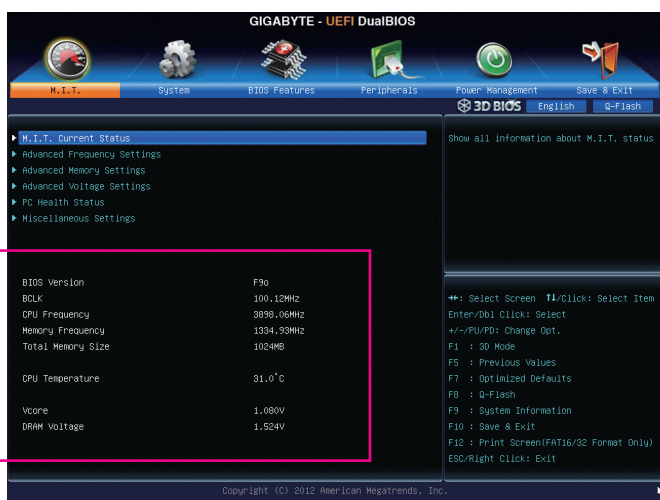 GIGABYTE - UEFI DualBIOS
M.I.T.
System
BIOS Features
Peripherals
Power Management
Save & Exit
3D BIOS
English
Q-Flash
M.I.T. Current Status
Advanced Frequency Settings
Advanced Memory Settings
Advanced Voltage Settings
PC Health Status
Miscellaneous Settings
Show all information about M.I.T. status
BIOS Version F9o
BCLK 100.12MHz
CPU Frequency 3898.06MHz
Memory Frequency 1334.93MHz
Total Memory Size 1024MB
CPU Temperature 31.0°C
Vcore 1.080V
DRAM Voltage 1.524V
→←: Select Screen ↑↓/Click: Select Item
Enter/Dbl Click: Select
+/-/PU/PD: Change Opt.
F1 : 3D Mode
F5 : Previous Values
F7 : Optimized Defaults
F8 : Q-Flash
F9 : System Information
F10 : Save & Exit
F12 : Print Screen(FAT16/32 Format Only)
ESC/Right Click: Exit
Copyright (C) 2012 American Megatrends, Inc.